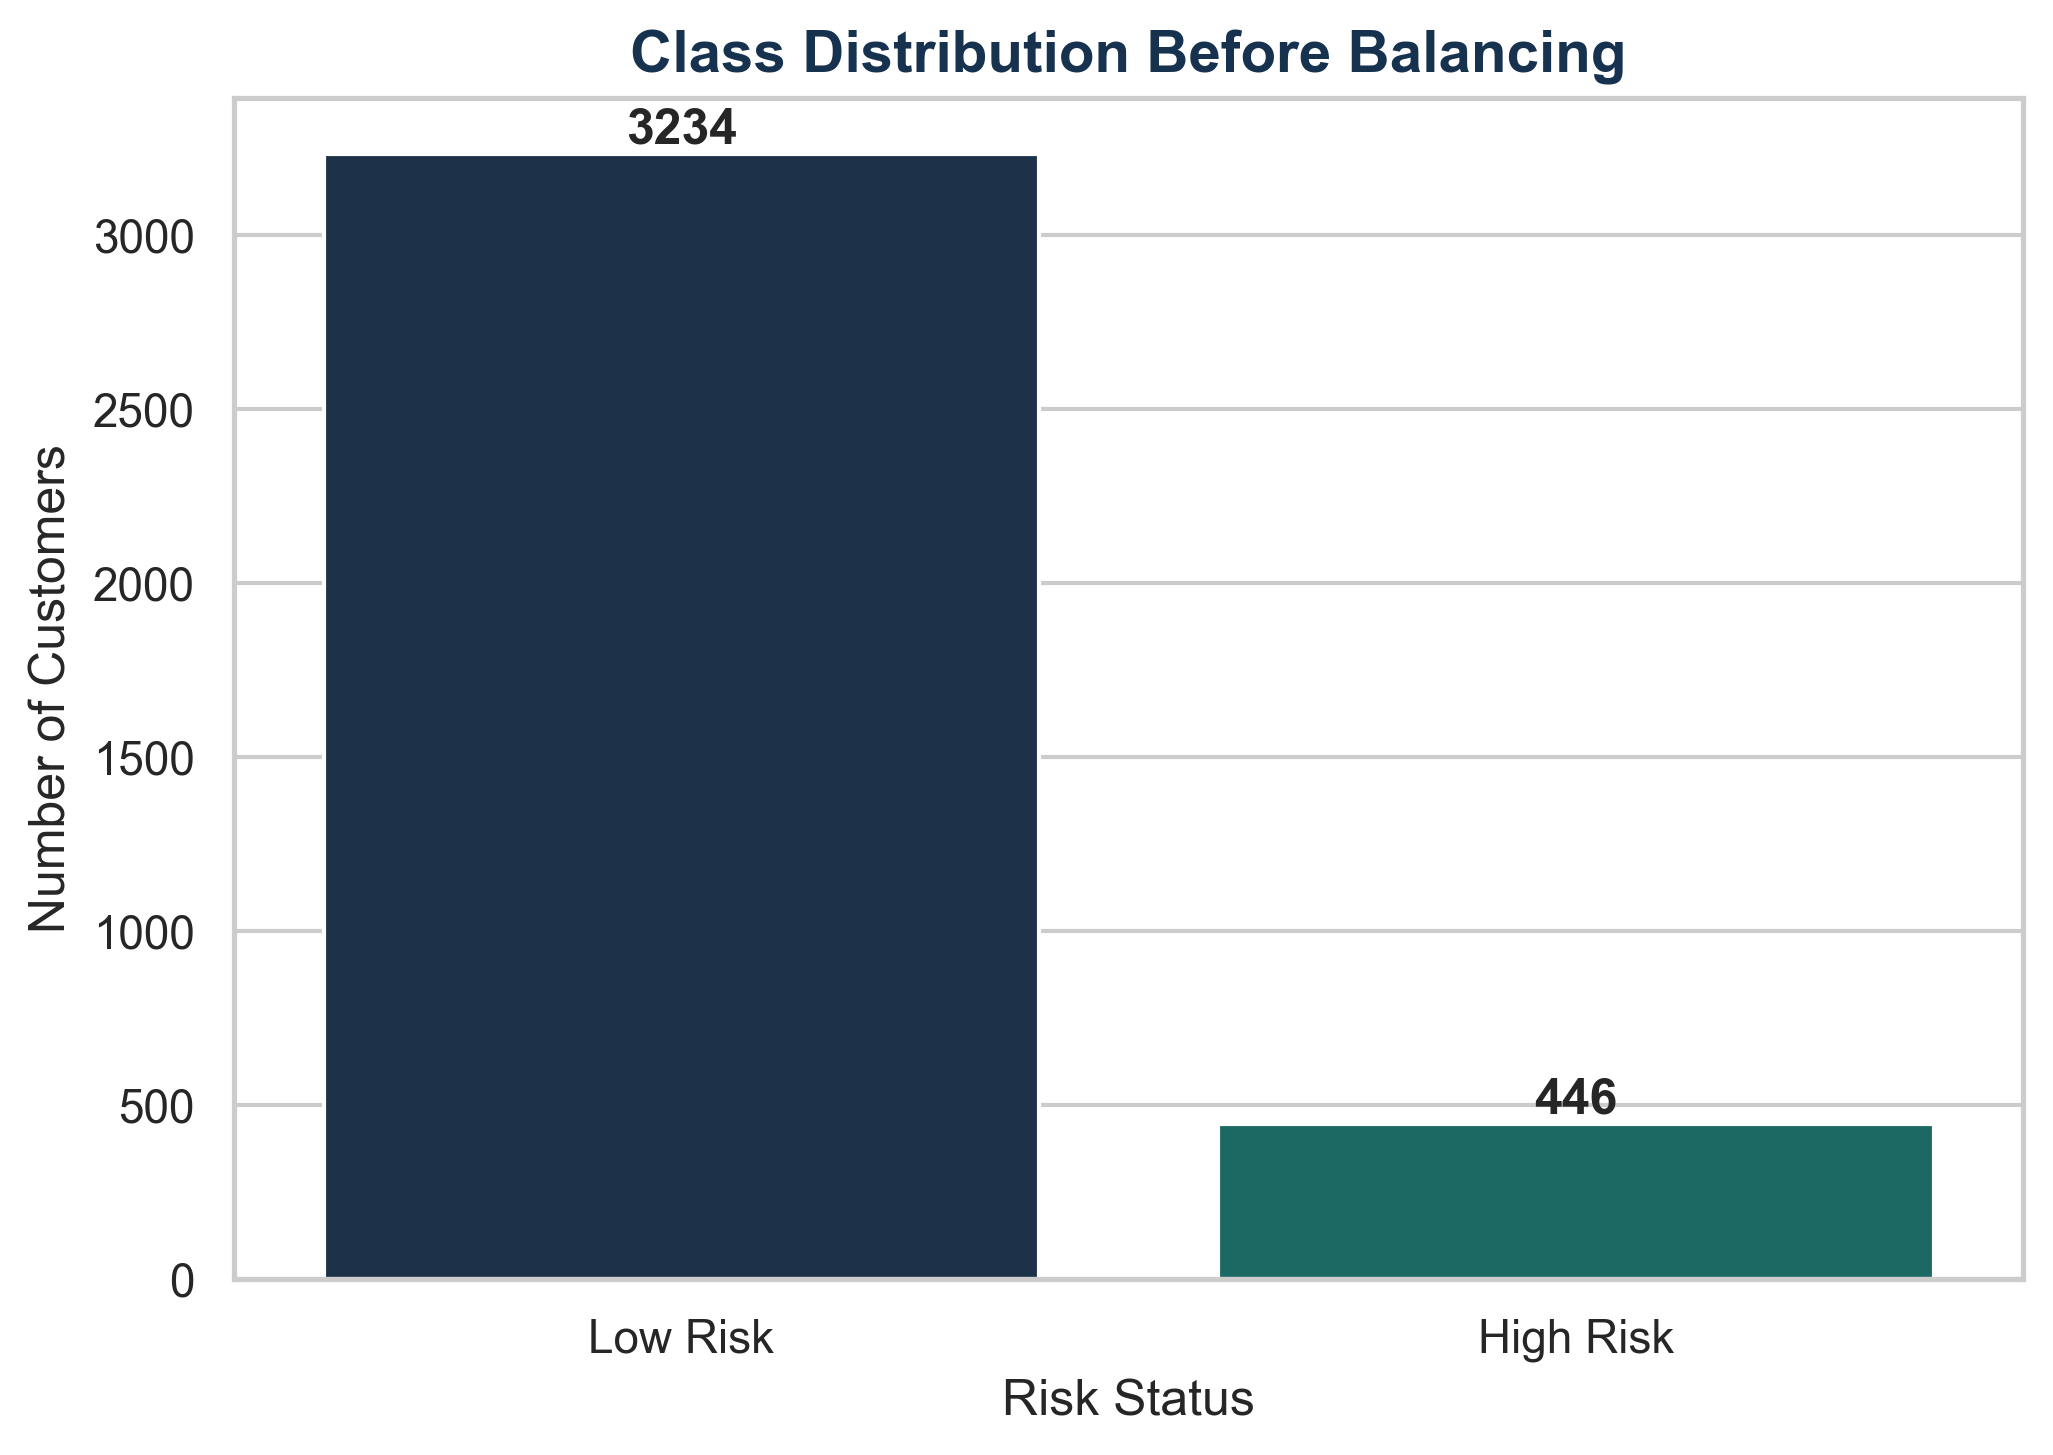 Class Distribution Before Balancing
3234
3000
2500
2000
1500
1000
500
0
446
Number of Customers
Low Risk
High Risk
Risk Status